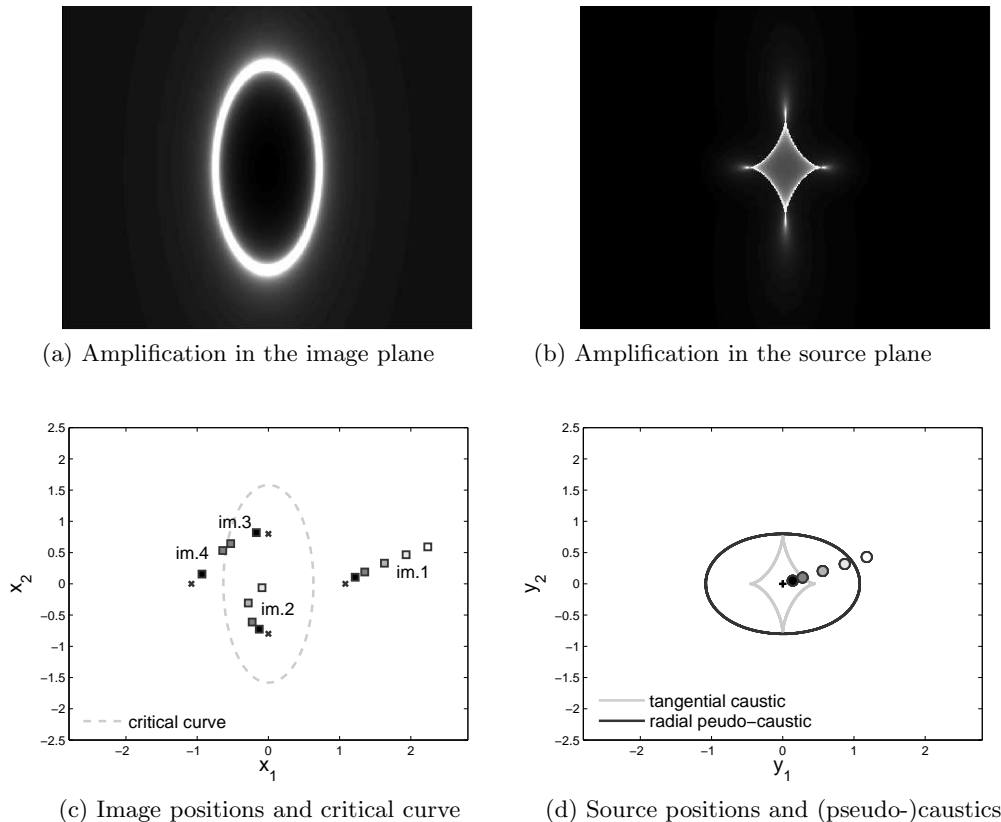 (a) Amplification in the image plane
(b) Amplification in the source plane
2.5
2
1.5
1
0.5
0
−0.5
−1
−1.5
−2
−2.5
x_2
im.3
im.4
im.1
im.2
critical curve
−2 −1 0 1 2
x_1
2.5
2
1.5
1
0.5
0
−0.5
−1
−1.5
−2
−2.5
y_2
tangential caustic
radial peudo−caustic
−2 −1 0 1 2
y_1
(c) Image positions and critical curve
(d) Source positions and (pseudo-)caustics